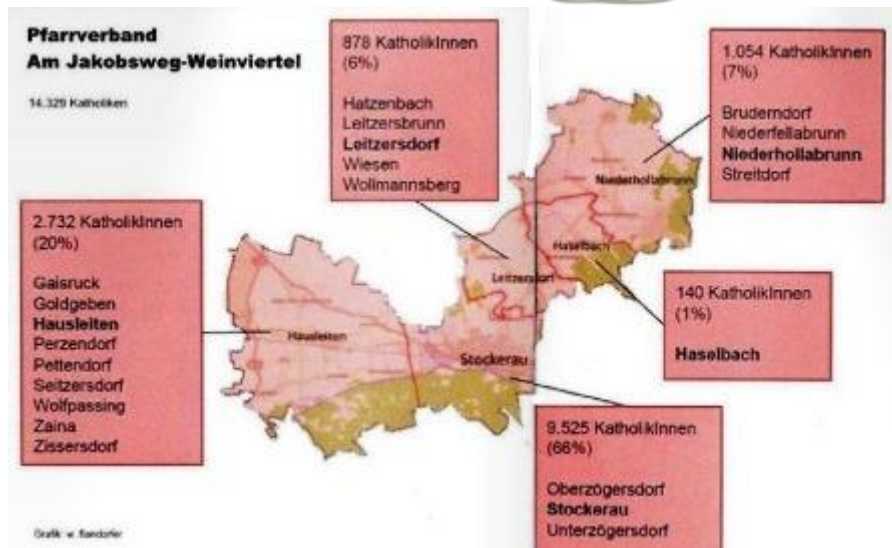 Pfarrverband
Am Jakobsweg-Weinviertel
14.329 Katholiken
878 KatholikInnen
(6%)
Hatzenbach
Leitzersbrunn
Leitzersdorf
Wiesen
Wollmannsberg
1.054 KatholikInnen
(7%)
Bruderndorf
Niederfellabrunn
Niederhollabrunn
Streitdorf
2.732 KatholikInnen
(20%)
Gaisruck
Goldgeben
Hausleiten
Perzendorf
Pettendorf
Seitzersdorf
Wolfpassing
Zaina
Zissersdorf
Niederhollabrunn
Haselbach
Leitzersdorf
Hausleiten
Stockerau
140 KatholikInnen
(1%)
Haselbach
9.525 KatholikInnen
(66%)
Oberzögersdorf
Stockerau
Unterzögersdorf
Grafik